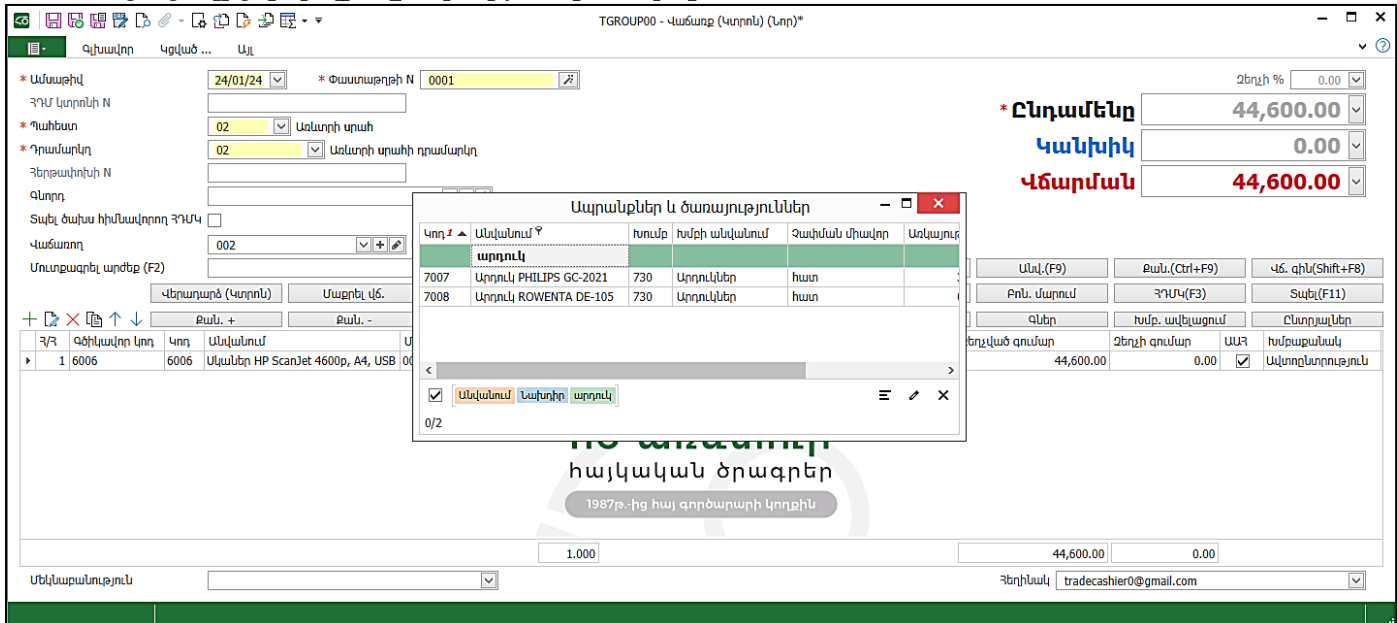 TGROUP00 - Վաճառք (Կտրոն) (Նոր)*
Գլխավոր Կցված ... Այլ
* Ամսաթիվ 24/01/24 * Փաստաթղթի N 0001 Զեղչի % 0.00
ՀԴՄ կտրոնի N
* Ընդամենը 44,600.00
* Պահեստ 02 Առևտրի սրահ
Կանխիկ 0.00
* Դրամարկղ 02 Առևտրի սրահի դրամարկղ
Հերթափոխի N
Վճարման 44,600.00
Գնորդ
Տպել ծախս հիմնավորող ՀԴՄԿ
Վաճառող 002
Մուտքագրել արժեք (F2) Անվ.(F9) Քան.(Ctrl+F9) Վճ. գին(Shift+F8)
Վերադարձ (Կտրոն) Մաքրել վճ. Բոն. մարում ՀԴՄԿ(F3) Տպել(F11)
Քան. + Քան. - Գներ Խմբ. ավելացում Ընտրյալներ
Հ/Հ Գծիկավոր կոդ Կոդ Անվանում Զեղչված գումար Զեղչի գումար ԱԱՀ Խմբաքանակ
1 6006 6006 Սկաներ HP ScanJet 4600p, A4, USB 44,600.00 0.00 Ավտոընտրություն
Ապրանքներ և ծառայություններ
Կոդ 1 Անվանում Խումբ Խմբի անվանում Չափման միավոր
արդուկ
7007 Արդուկ PHILIPS GC-2021 730 Արդուկներ հատ
7008 Արդուկ ROWENTA DE-105 730 Արդուկներ հատ
Անվանում Նախդիր արդուկ
0/2
հայկական ծրագրեր
1987թ.-ից հայ գործարարի կողքին
1.000 44,600.00 0.00
Մեկնաբանություն Հեղինակ tradecashier0@gmail.com